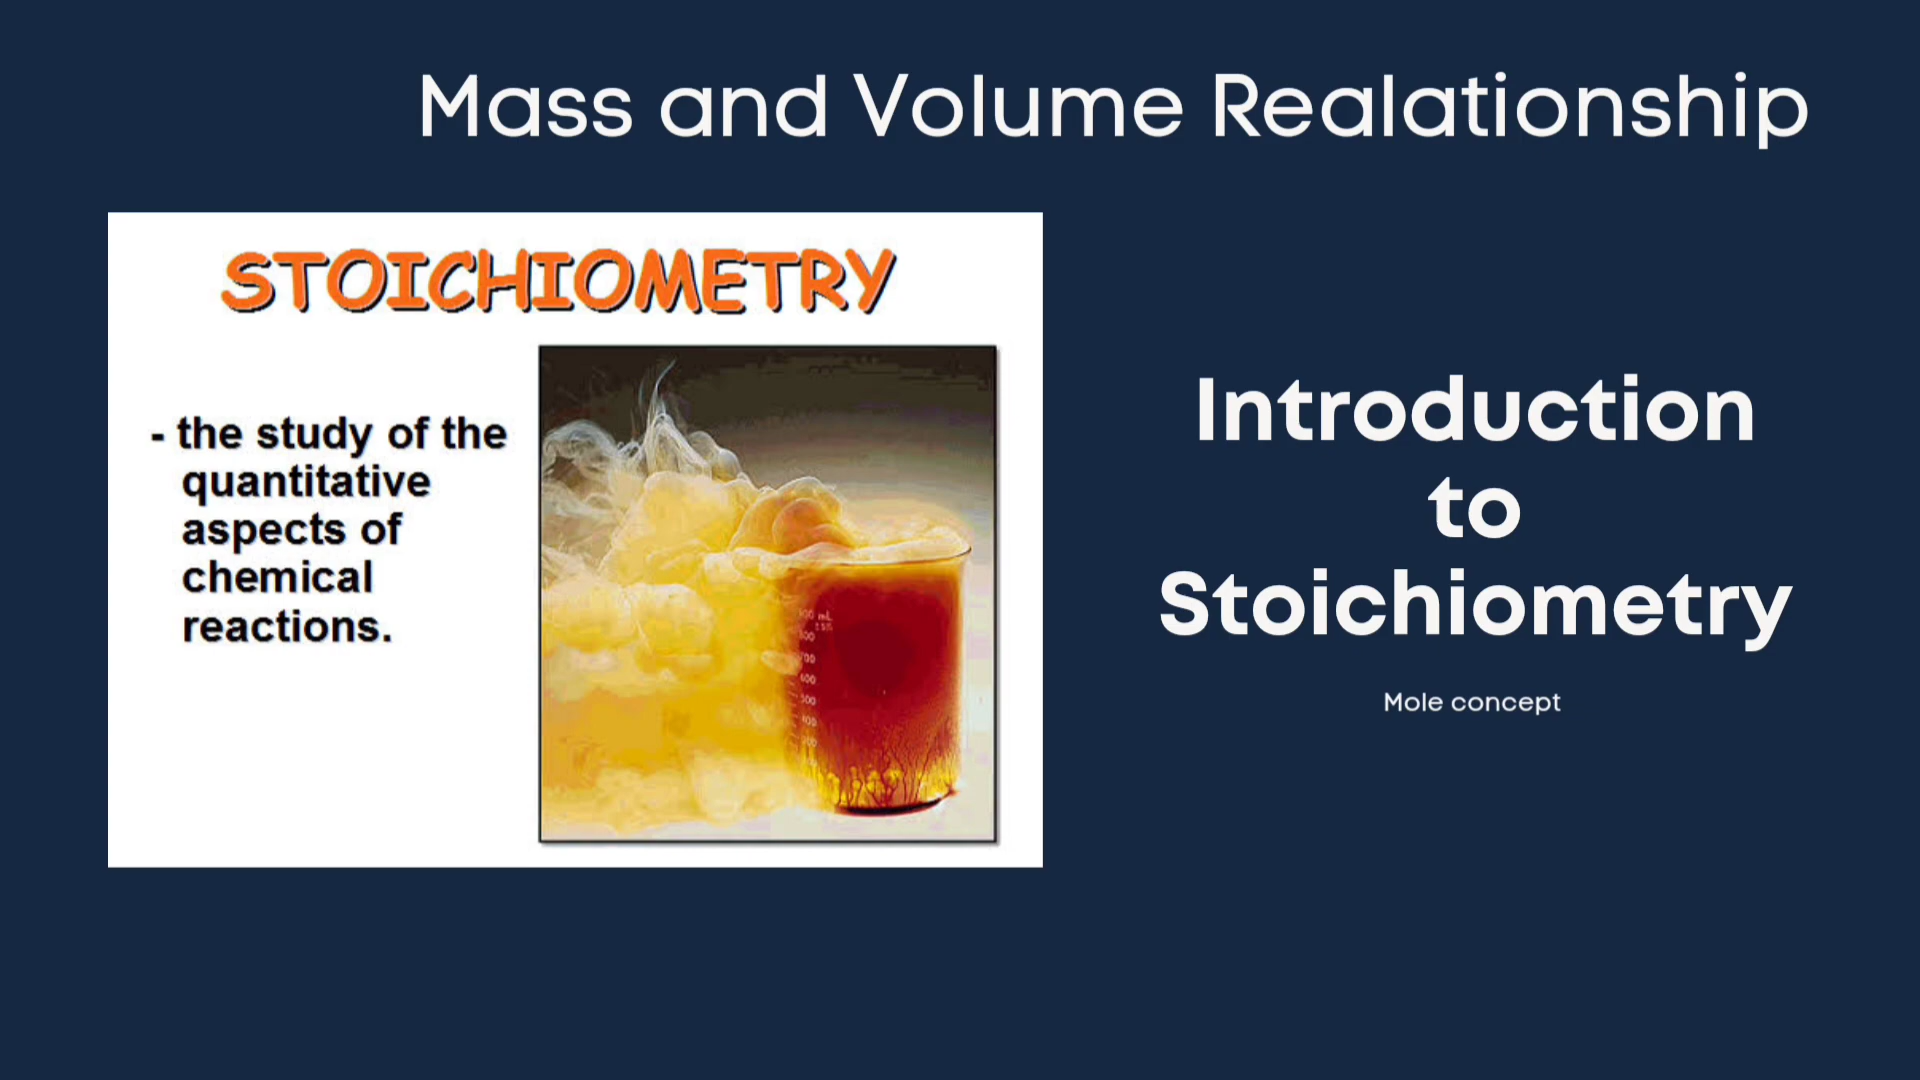 Mass and Volume Realationship
STOICHIOMETRY
- the study of the
quantitative
aspects of
chemical
reactions.
Introduction
to
Stoichiometry
Mole concept